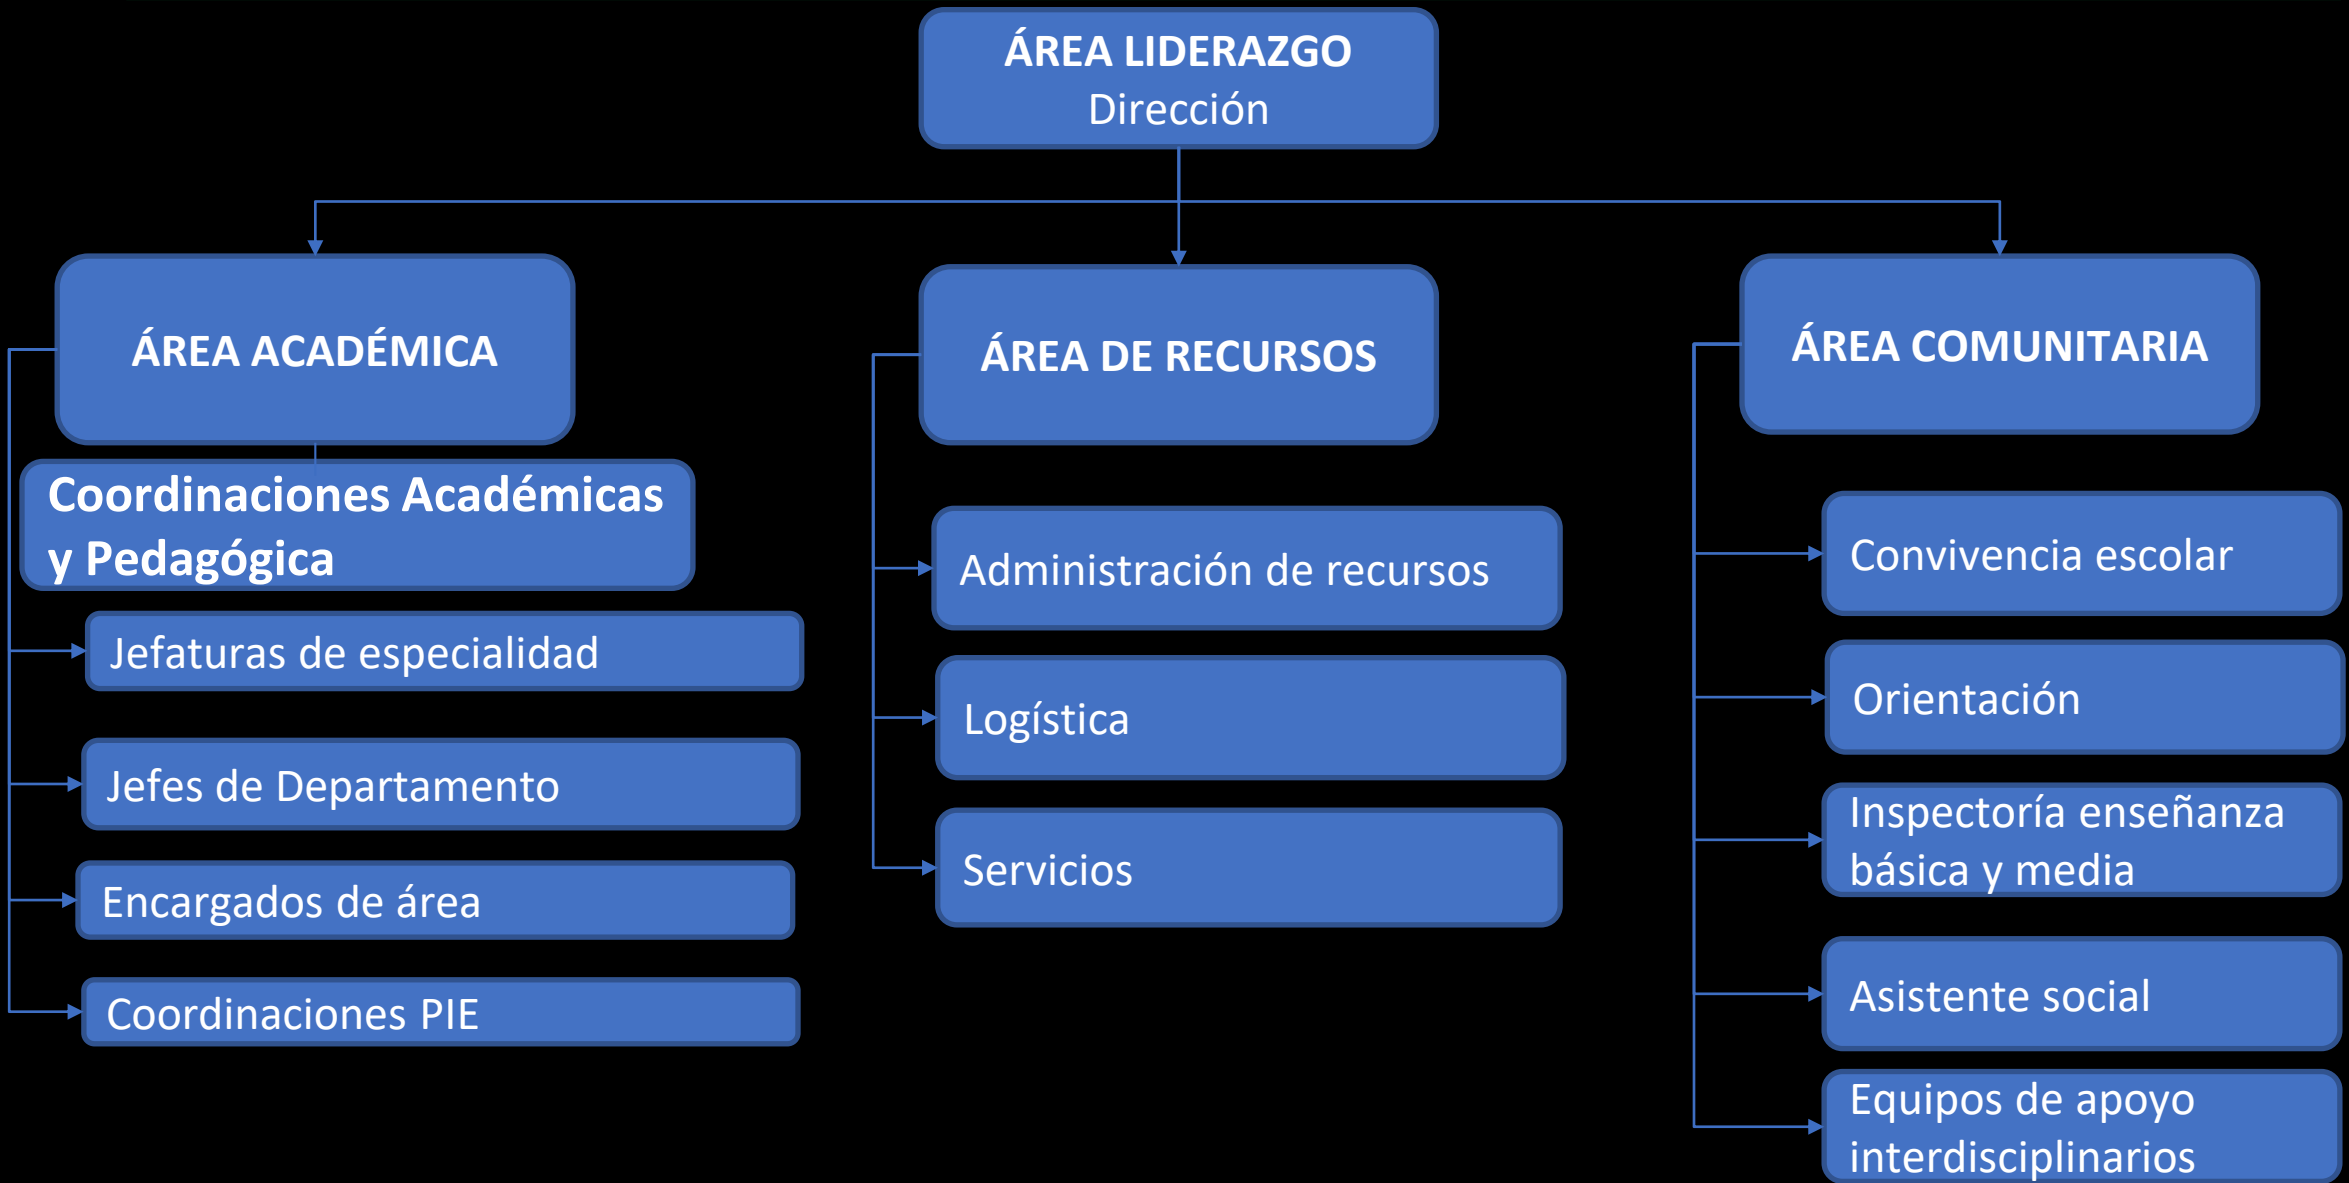 ÁREA LIDERAZGO
Dirección
ÁREA ACADÉMICA
Coordinaciones Académicas
y Pedagógica
Jefaturas de especialidad
Jefes de Departamento
Encargados de área
Coordinaciones PIE
ÁREA DE RECURSOS
Administración de recursos
Logística
Servicios
ÁREA COMUNITARIA
Convivencia escolar
Orientación
Inspectoría enseñanza
básica y media
Asistente social
Equipos de apoyo
interdisciplinarios